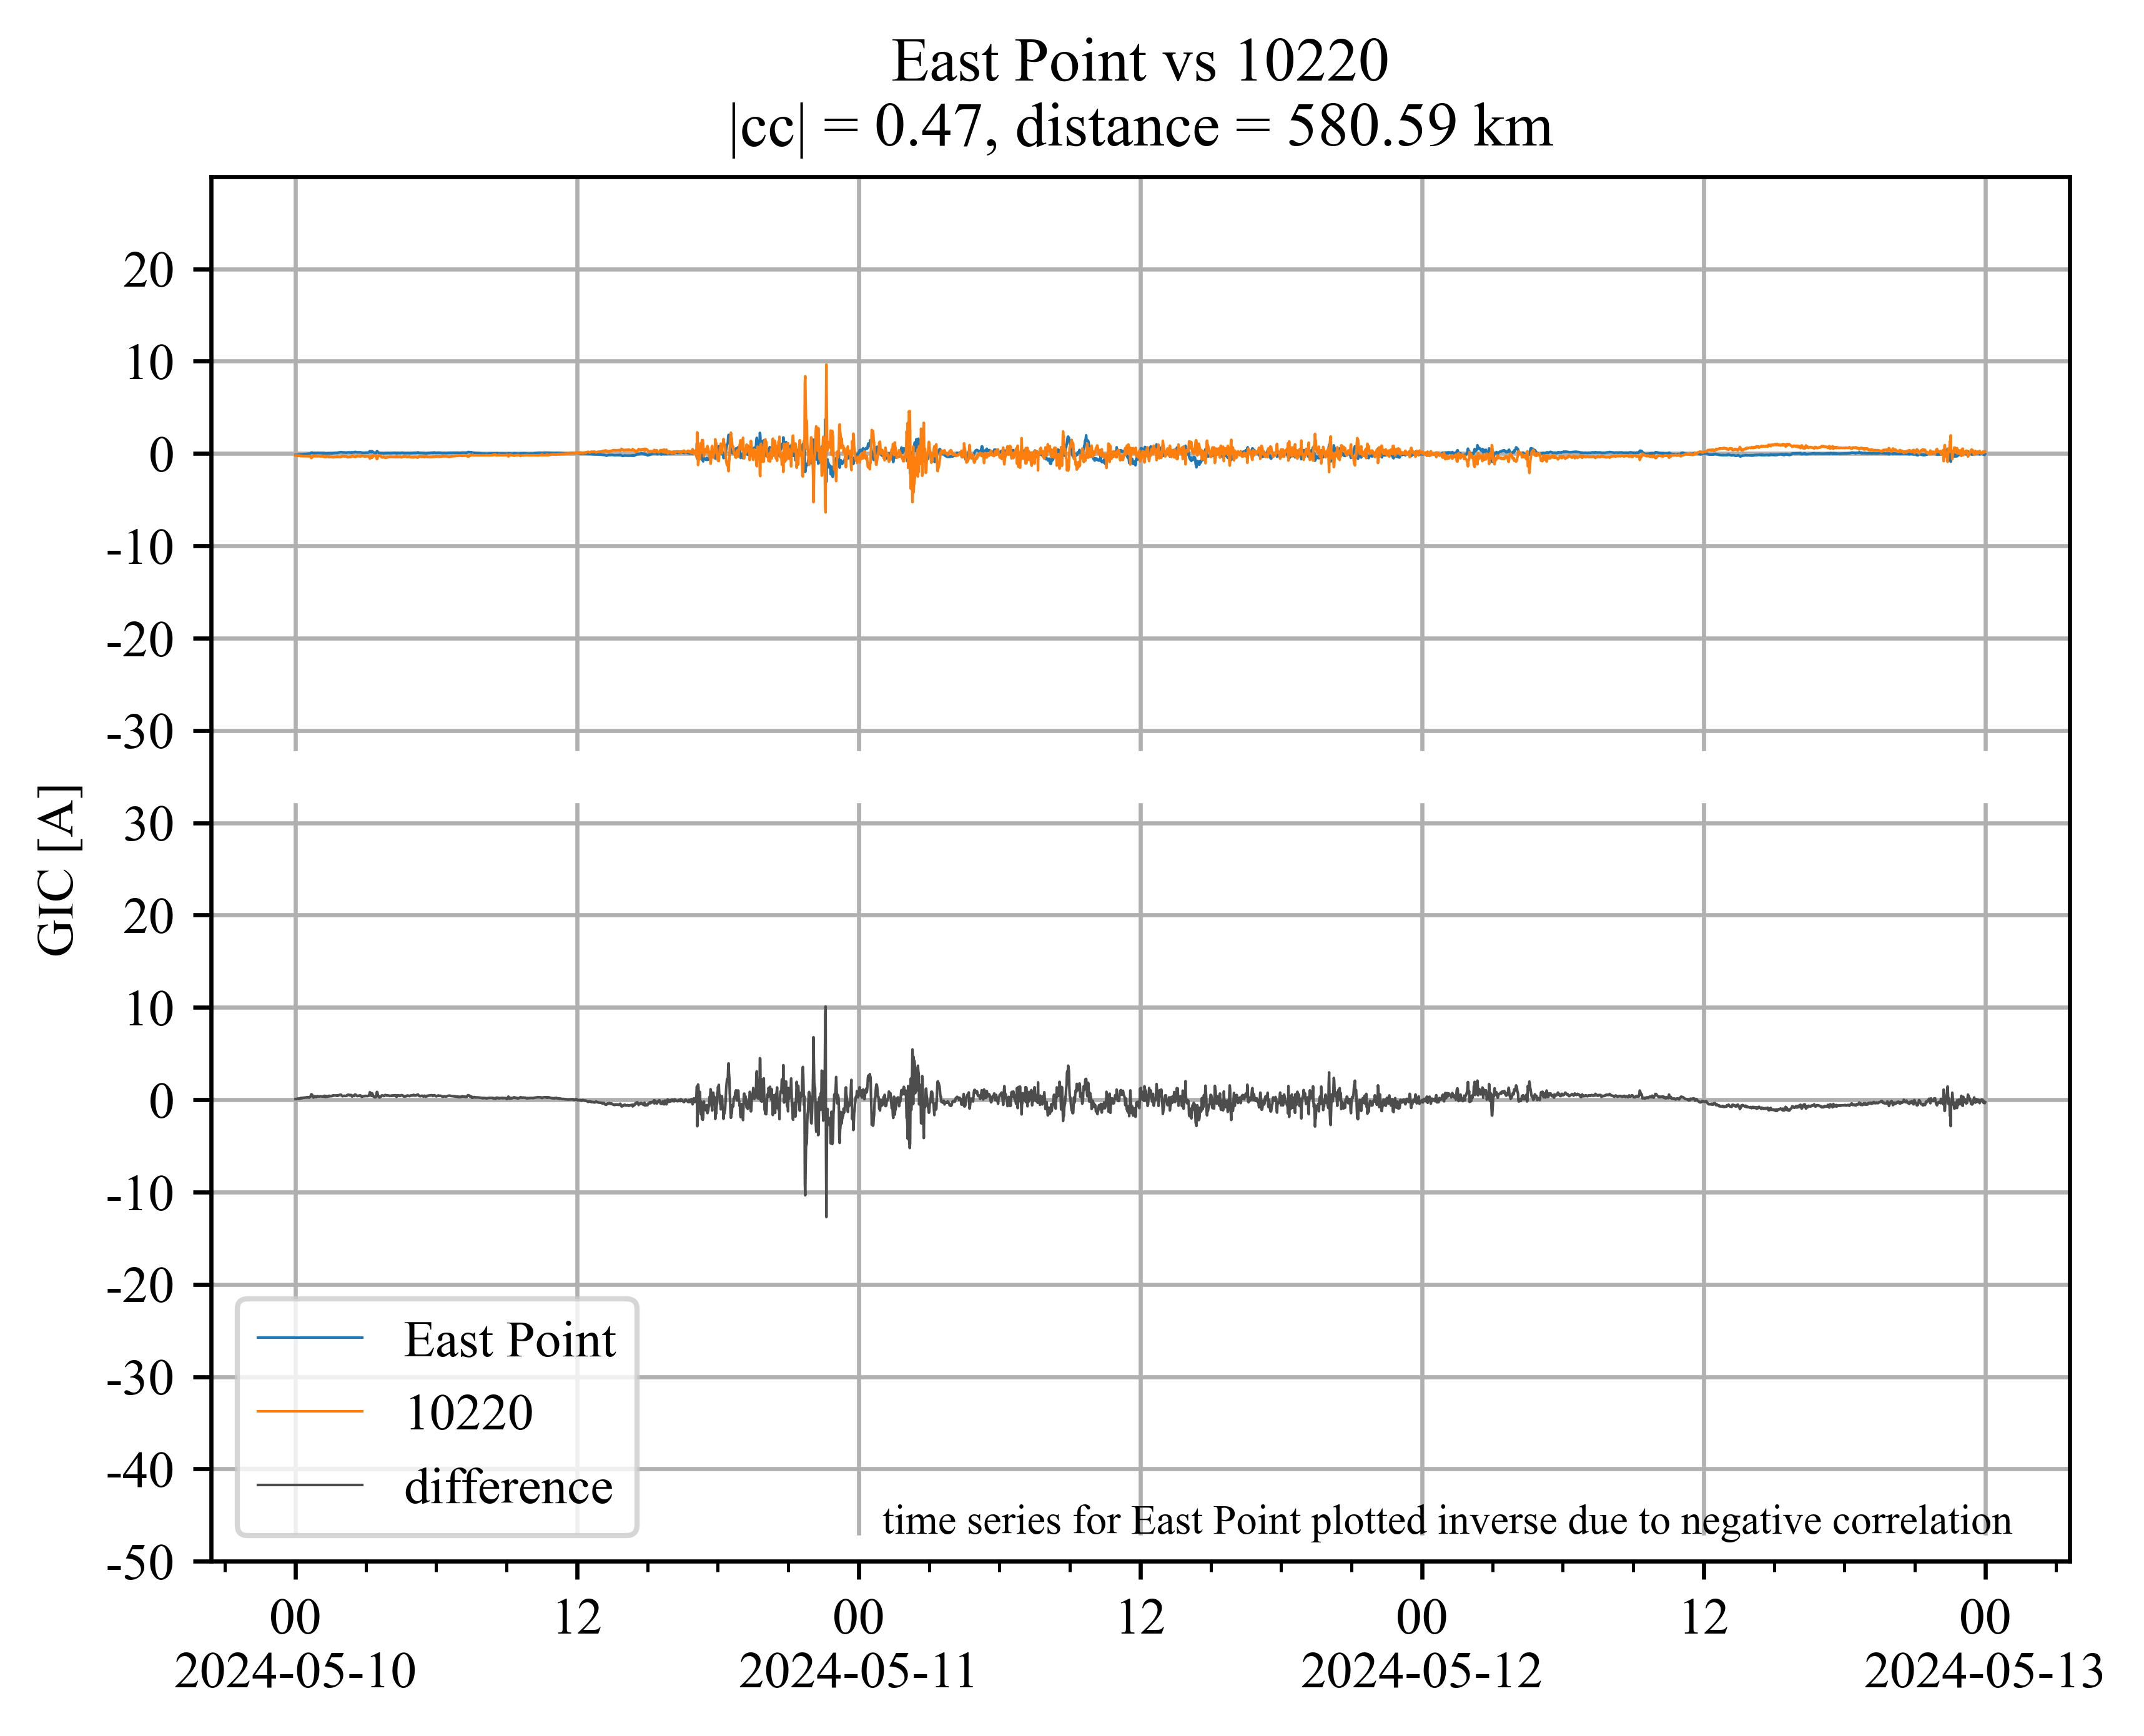 East Point vs 10220
|cc| = 0.47, distance = 580.59 km
GIC [A]
20
10
0
-10
-20
-30
30
20
10
0
-10
-20
-30
-40
-50
East Point
10220
difference
time series for East Point plotted inverse due to negative correlation
00 12 00 12 00 12 00
2024-05-10 2024-05-11 2024-05-12 2024-05-13